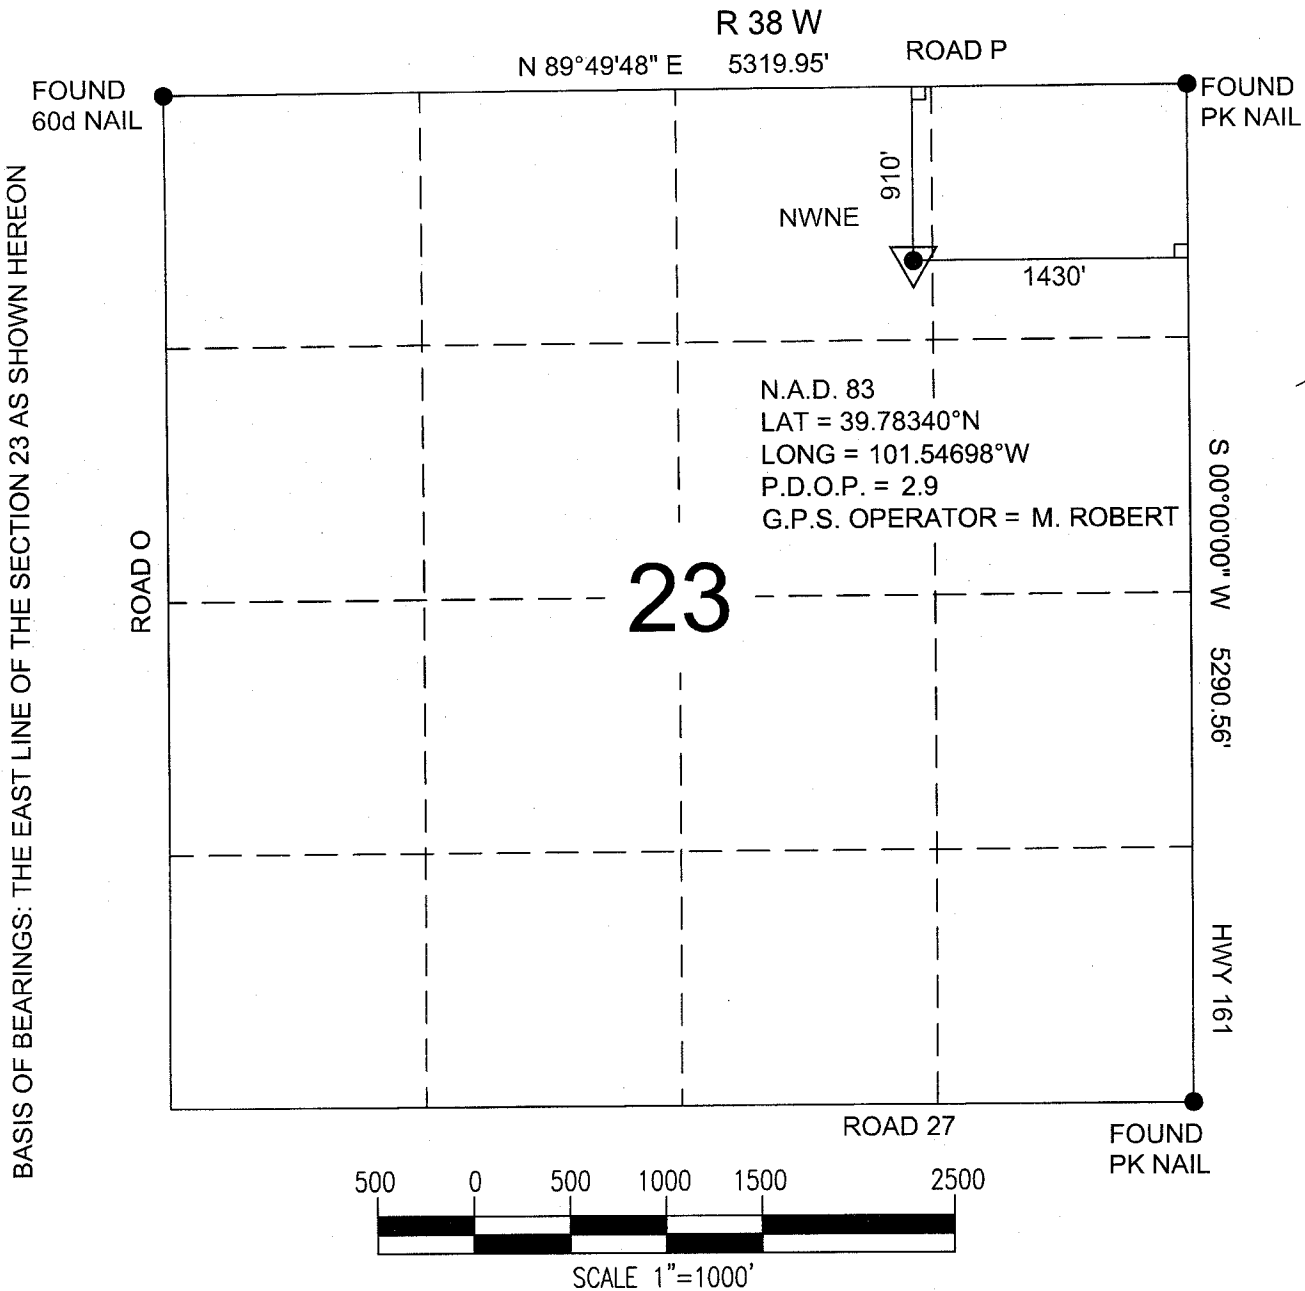 R 38 W
N 89°49'48" E 5319.95'
ROAD P
FOUND
60d NAIL
FOUND
PK NAIL
910'
NWNE
1430'
BASIS OF BEARINGS: THE EAST LINE OF THE SECTION 23 AS SHOWN HEREON
N.A.D. 83
LAT = 39.78340°N
LONG = 101.54698°W
P.D.O.P. = 2.9
G.P.S. OPERATOR = M. ROBERT
S 00°00'00" W 5290.56'
ROAD O
23
HWY 161
ROAD 27
FOUND
PK NAIL
500 0 500 1000 1500 2500
SCALE 1"=1000'